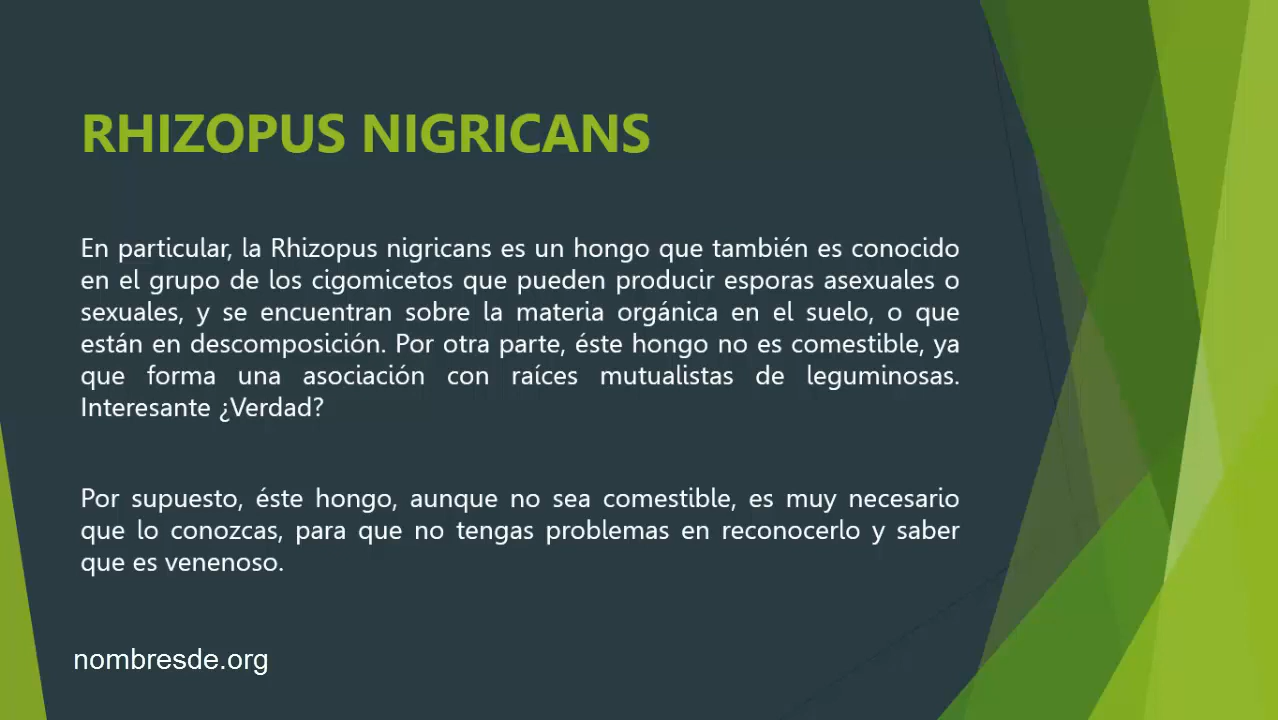 RHIZOPUS NIGRICANS
En particular, la Rhizopus nigricans es un hongo que también es conocido
en el grupo de los cigomicetos que pueden producir esporas asexuales o
sexuales, y se encuentran sobre la materia orgánica en el suelo, o que
están en descomposición. Por otra parte, éste hongo no es comestible, ya
que forma una asociación con raíces mutualistas de leguminosas.
Interesante ¿Verdad?
Por supuesto, éste hongo, aunque no sea comestible, es muy necesario
que lo conozcas, para que no tengas problemas en reconocerlo y saber
que es venenoso.
nombresde.org